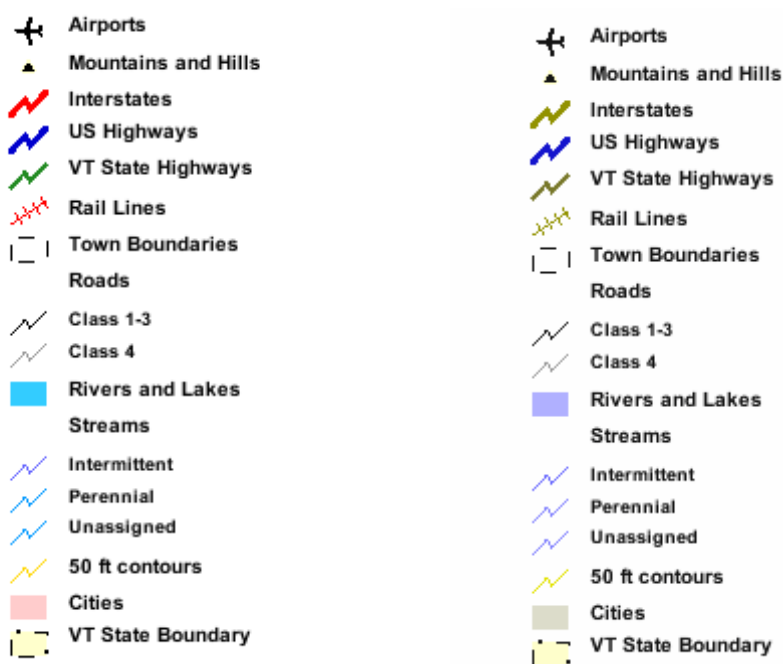 Airports
Mountains and Hills
Interstates
US Highways
VT State Highways
Rail Lines
Town Boundaries
Roads
Class 1-3
Class 4
Rivers and Lakes
Streams
Intermittent
Perennial
Unassigned
50 ft contours
Cities
VT State Boundary
Airports
Mountains and Hills
Interstates
US Highways
VT State Highways
Rail Lines
Town Boundaries
Roads
Class 1-3
Class 4
Rivers and Lakes
Streams
Intermittent
Perennial
Unassigned
50 ft contours
Cities
VT State Boundary